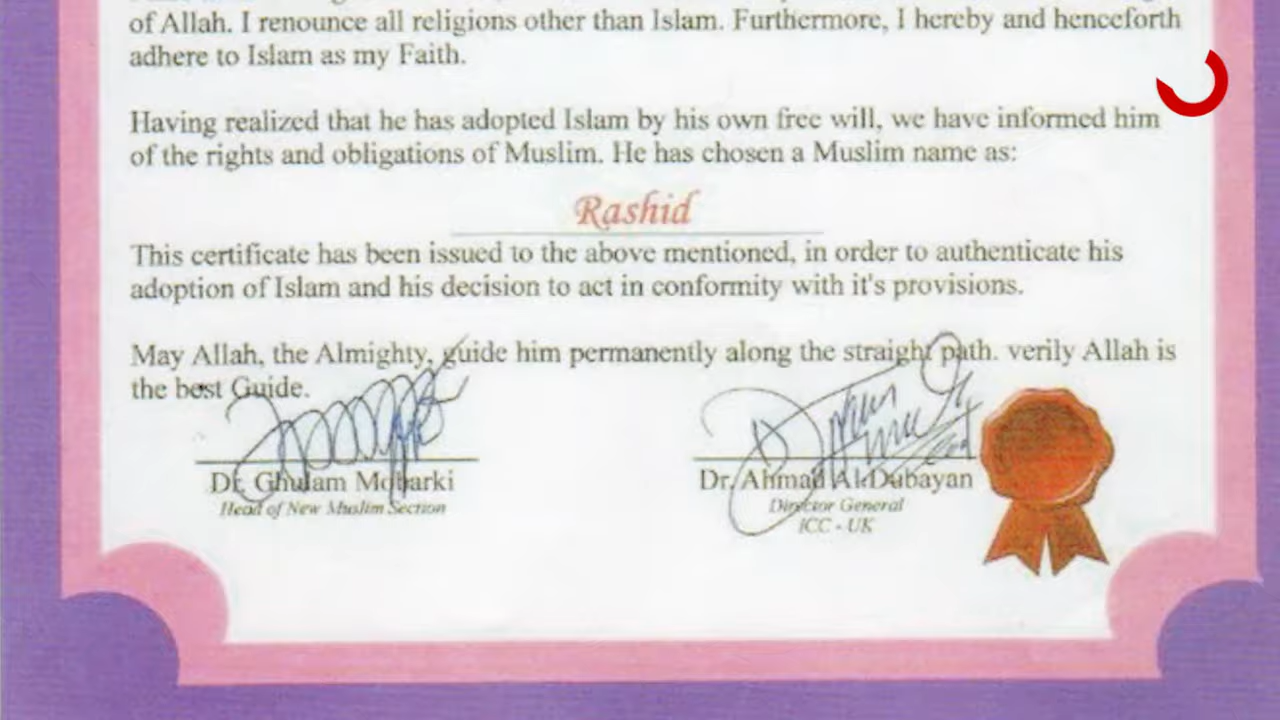 of Allah. I renounce all religions other than Islam. Furthermore, I hereby and henceforth
adhere to Islam as my Faith.
Having realized that he has adopted Islam by his own free will, we have informed him
of the rights and obligations of Muslim. He has chosen a Muslim name as:
Rashid
This certificate has been issued to the above mentioned, in order to authenticate his
adoption of Islam and his decision to act in conformity with it's provisions.
May Allah, the Almighty, guide him permanently along the straight path. verily Allah is
the best Guide.
Dr. Ghulam Mobarki
Head of New Muslim Section
Dr. Ahmad Al-Dubayan
Director General
ICC - UK